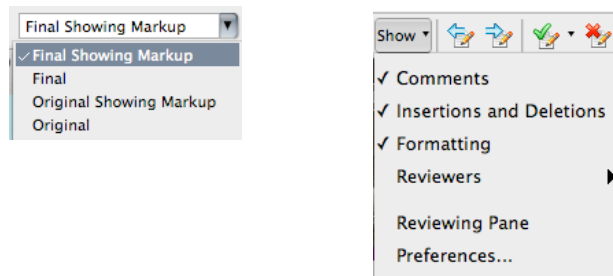 Final Showing Markup
✓ Final Showing Markup
Final
Original Showing Markup
Original
Show
✓ Comments
✓ Insertions and Deletions
✓ Formatting
Reviewers
Reviewing Pane
Preferences...